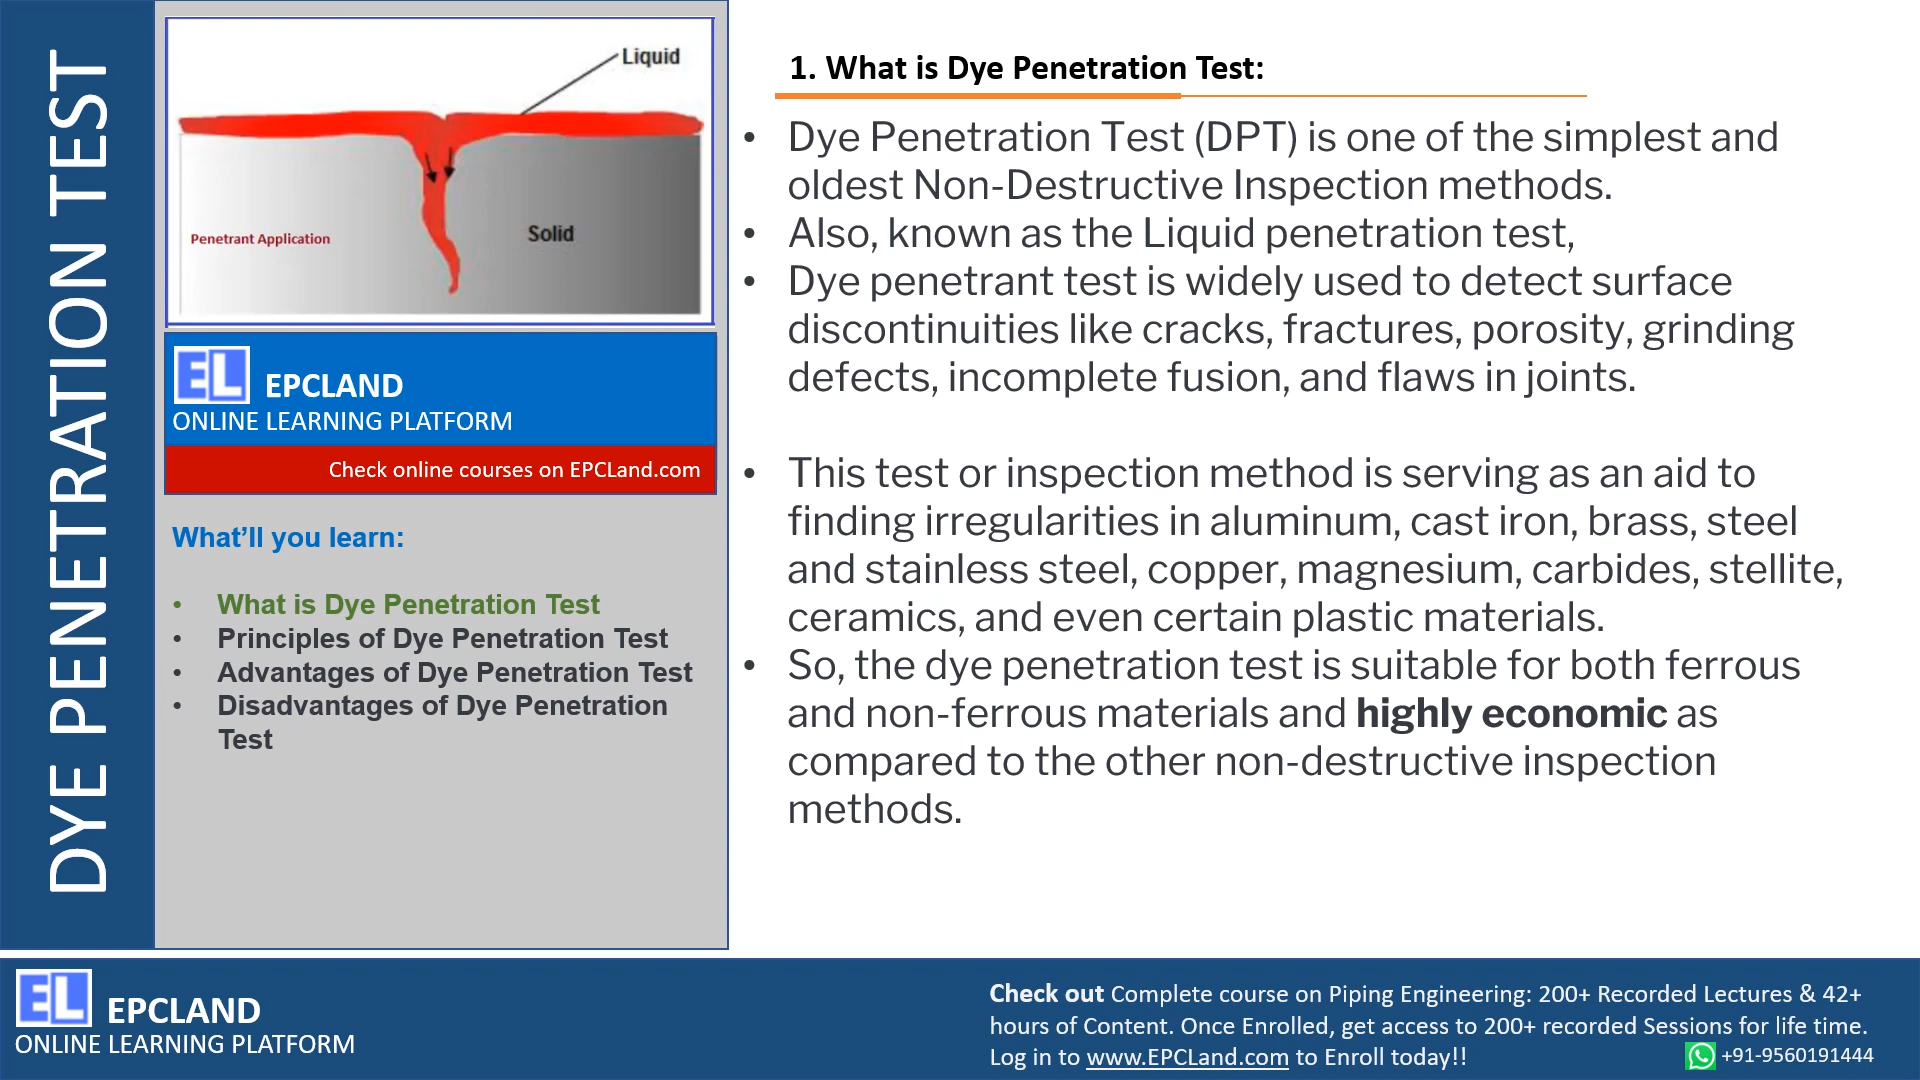 DYE PENETRATION TEST
Liquid
Penetrant Application
Solid
EL
EPCLAND
ONLINE LEARNING PLATFORM
Check online courses on EPCLand.com
What’ll you learn:
• What is Dye Penetration Test
• Principles of Dye Penetration Test
• Advantages of Dye Penetration Test
• Disadvantages of Dye Penetration
Test
1. What is Dye Penetration Test:
• Dye Penetration Test (DPT) is one of the simplest and
oldest Non-Destructive Inspection methods.
• Also, known as the Liquid penetration test,
• Dye penetrant test is widely used to detect surface
discontinuities like cracks, fractures, porosity, grinding
defects, incomplete fusion, and flaws in joints.
• This test or inspection method is serving as an aid to
finding irregularities in aluminum, cast iron, brass, steel
and stainless steel, copper, magnesium, carbides, stellite,
ceramics, and even certain plastic materials.
• So, the dye penetration test is suitable for both ferrous
and non-ferrous materials and highly economic as
compared to the other non-destructive inspection
methods.
EL
EPCLAND
ONLINE LEARNING PLATFORM
Check out Complete course on Piping Engineering: 200+ Recorded Lectures & 42+
hours of Content. Once Enrolled, get access to 200+ recorded Sessions for life time.
Log in to www.EPCLand.com to Enroll today!!
+91-9560191444